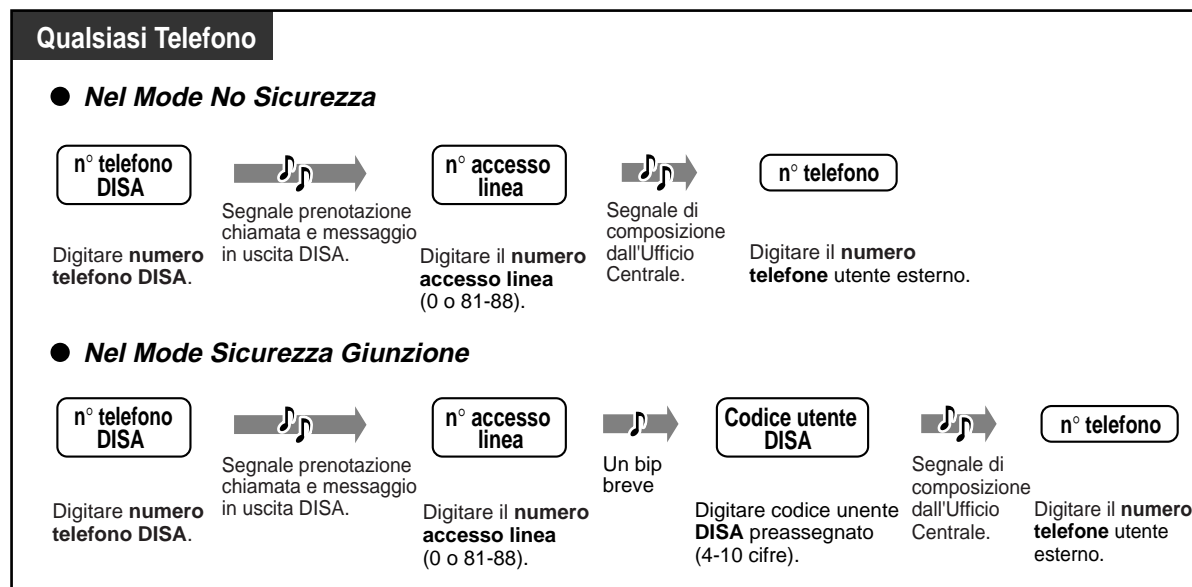 Qualsiasi Telefono
● Nel Mode No Sicurezza
n° telefono
DISA
Digitare numero
telefono DISA.
Segnale prenotazione
chiamata e messaggio
in uscita DISA.
n° accesso
linea
Digitare il numero
accesso linea
(0 o 81-88).
Segnale di
composizione
dall'Ufficio
Centrale.
n° telefono
Digitare il numero
telefone utente esterno.
● Nel Mode Sicurezza Giunzione
n° telefono
DISA
Digitare numero
telefono DISA.
Segnale prenotazione
chiamata e messaggio
in uscita DISA.
n° accesso
linea
Digitare il numero
accesso linea
(0 o 81-88).
Un bip
breve
Codice utente
DISA
Digitare codice unente
DISA preassegnato
(4-10 cifre).
Segnale di
composizione
dall'Ufficio
Centrale.
n° telefono
Digitare il numero
telefone utente
esterno.